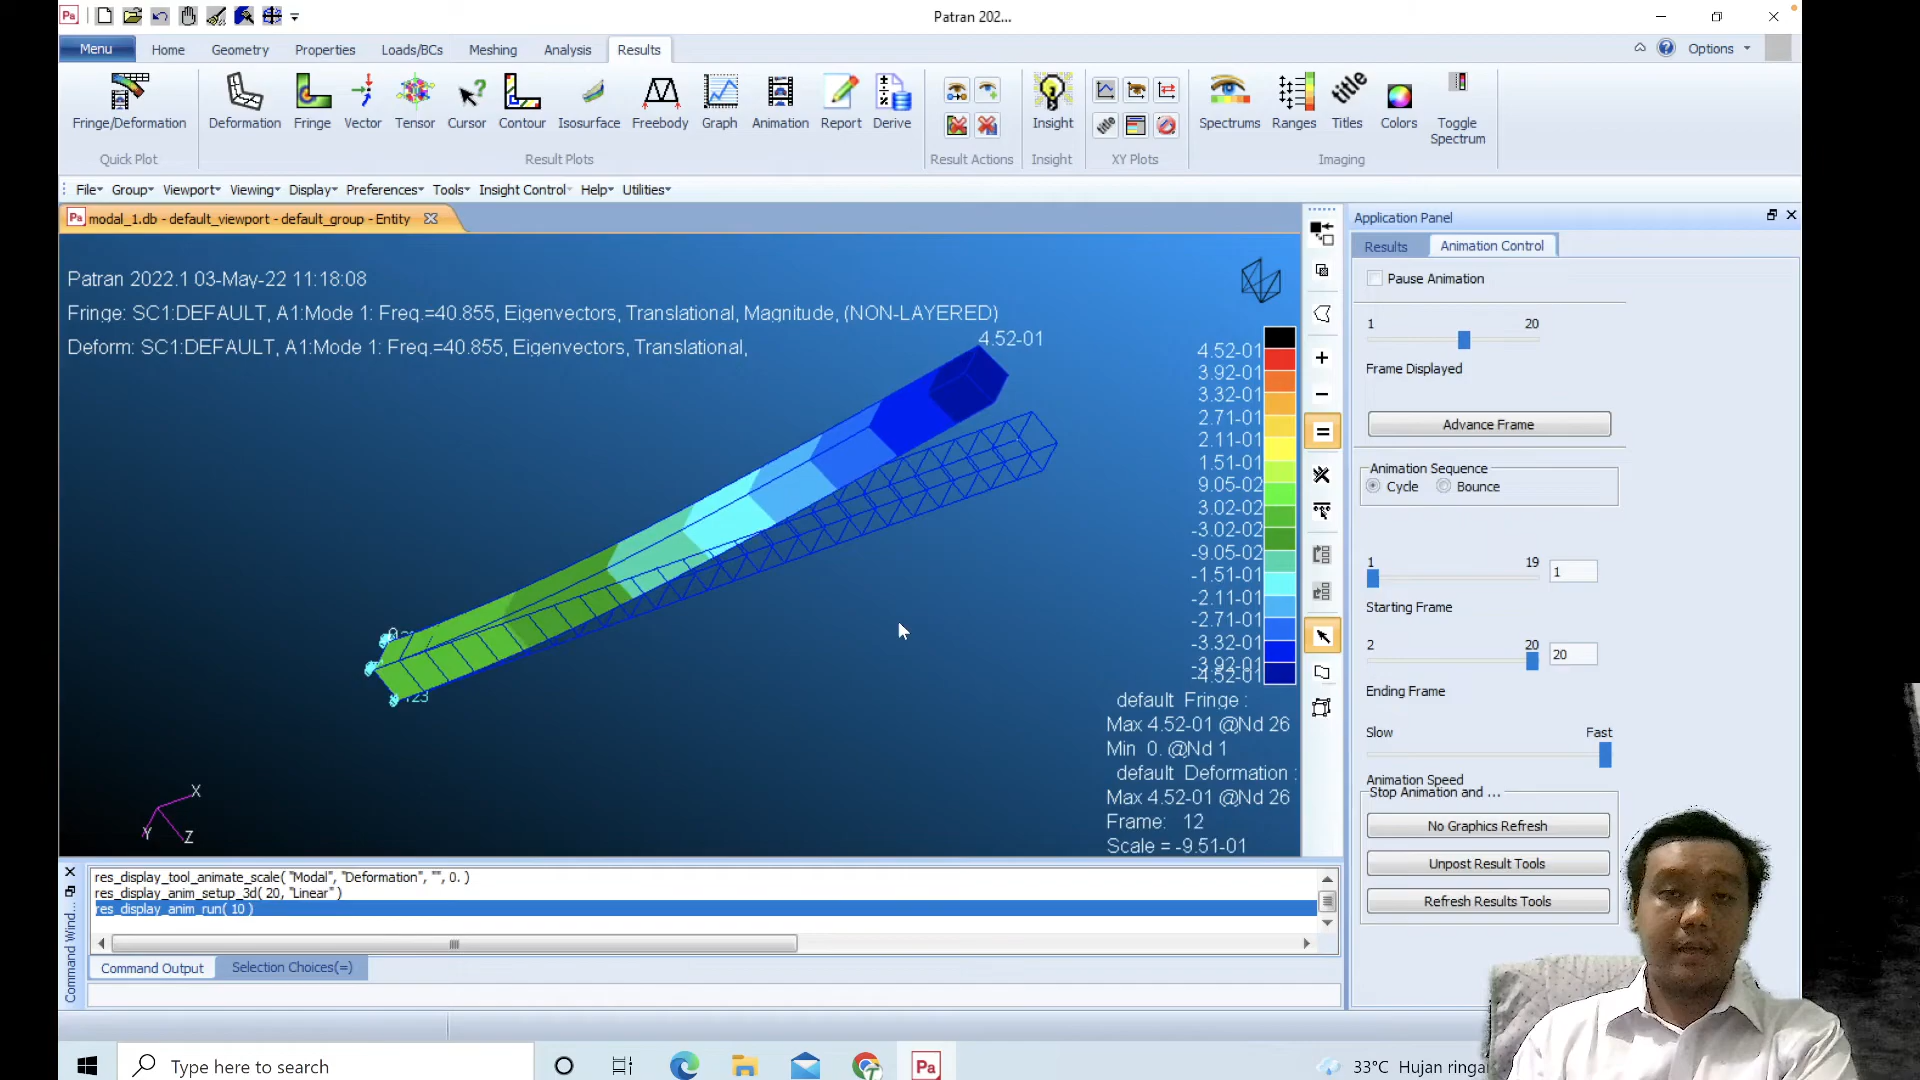 Patran 202...
Menu Home Geometry Properties Loads/BCs Meshing Analysis Results Options
Fringe/Deformation Deformation Fringe Vector Tensor Cursor Contour Isosurface Freebody Graph Animation Report Derive Insight Spectrums Ranges Titles Colors Toggle Spectrum
Quick Plot Result Plots Result Actions Insight XY Plots Imaging
File Group Viewport Viewing Display Preferences Tools Insight Control Help Utilities
modal_1.db - default_viewport - default_group - Entity
Patran 2022.1 03-May-22 11:18:08
Fringe: SC1:DEFAULT, A1:Mode 1: Freq.=40.855, Eigenvectors, Translational, Magnitude, (NON-LAYERED)
Deform: SC1:DEFAULT, A1:Mode 1: Freq.=40.855, Eigenvectors, Translational,
4.52-01
4.52-01
3.92-01
3.32-01
2.71-01
2.11-01
1.51-01
9.05-02
3.02-02
-3.02-02
-9.05-02
-1.51-01
-2.11-01
-2.71-01
-3.32-01
-3.92-01
-4.52-01
default Fringe :
Max 4.52-01 @Nd 26
Min 0. @Nd 1
default Deformation :
Max 4.52-01 @Nd 26
Frame: 12
Scale = -9.51-01
X
Y
Z
Application Panel
Results Animation Control
Pause Animation
1 20
Frame Displayed
Advance Frame
Animation Sequence
Cycle Bounce
1 19 1
Starting Frame
2 20 20
Ending Frame
Slow Fast
Animation Speed
Stop Animation and ...
No Graphics Refresh
Unpost Result Tools
Refresh Results Tools
Command Wind...
res_display_tool_animate_scale( "Modal", "Deformation", "", 0. )
res_display_anim_setup_3d( 20, "Linear" )
res_display_anim_run( 10 )
Command Output Selection Choices(=)
Type here to search
33°C Hujan ringa